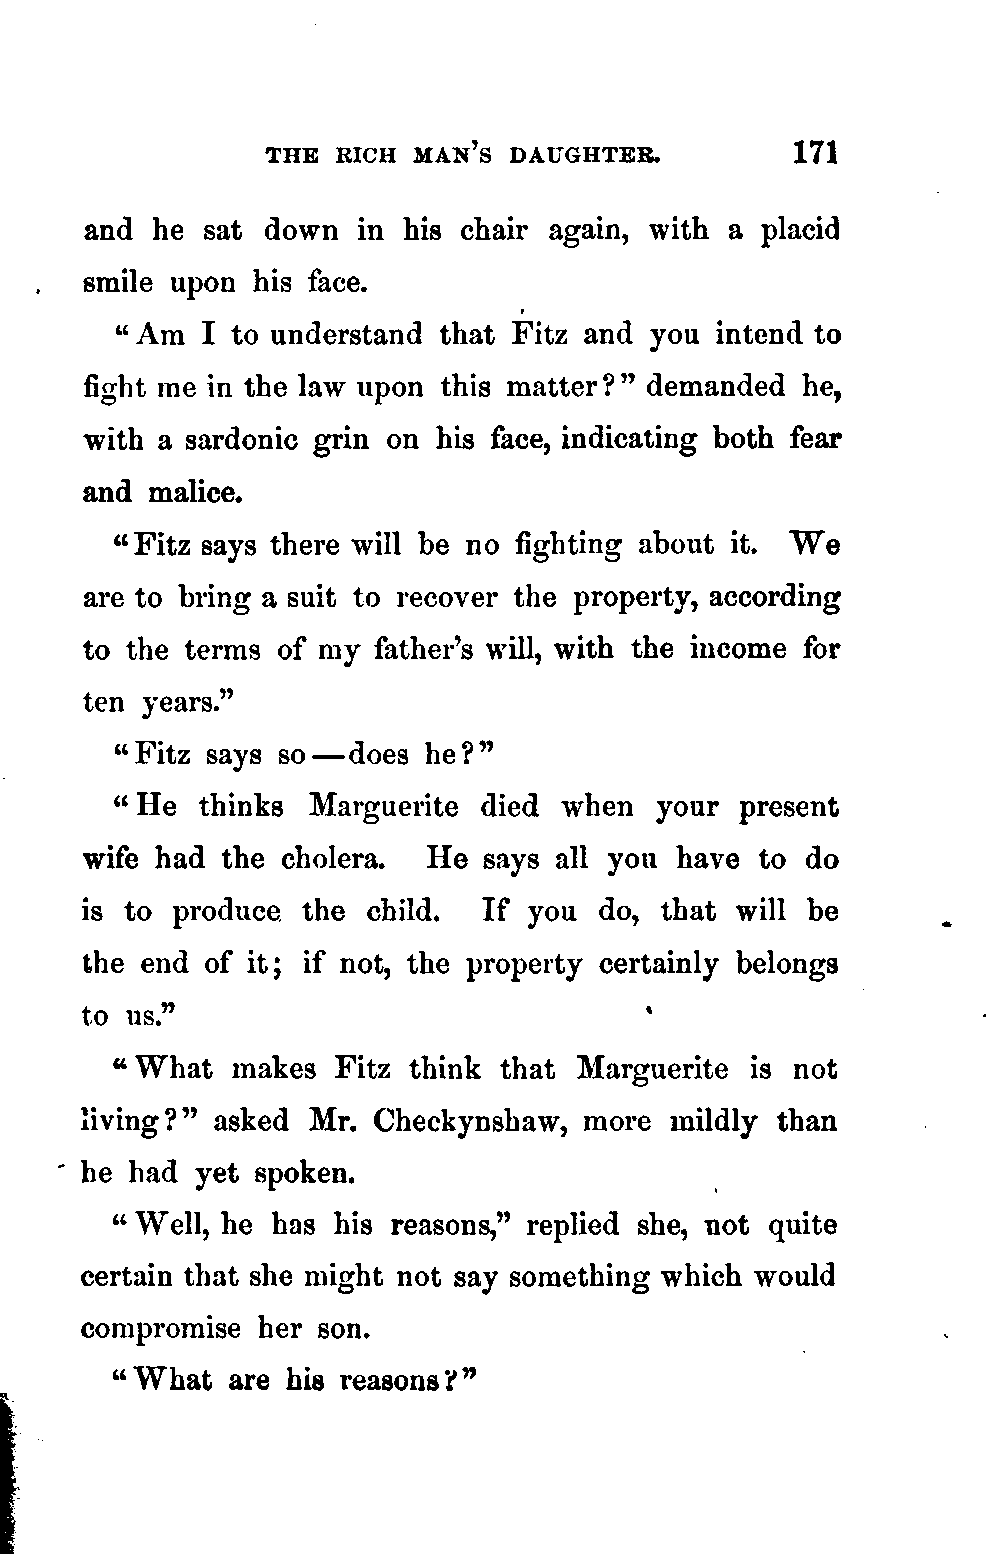 THE RICH MAN'S DAUGHTER. 171
and he sat down in his chair again, with a placid
smile upon his face.
“Am I to understand that Fitz and you intend to
fight me in the law upon this matter?” demanded he,
with a sardonic grin on his face, indicating both fear
and malice.
“Fitz says there will be no fighting about it. We
are to bring a suit to recover the property, according
to the terms of my father’s will, with the income for
ten years.”
“Fitz says so—does he?”
“He thinks Marguerite died when your present
wife had the cholera. He says all you have to do
is to produce the child. If you do, that will be
the end of it; if not, the property certainly belongs
to us.”
“What makes Fitz think that Marguerite is not
living?” asked Mr. Checkynshaw, more mildly than
he had yet spoken.
“Well, he has his reasons,” replied she, not quite
certain that she might not say something which would
compromise her son.
“What are his reasons?”